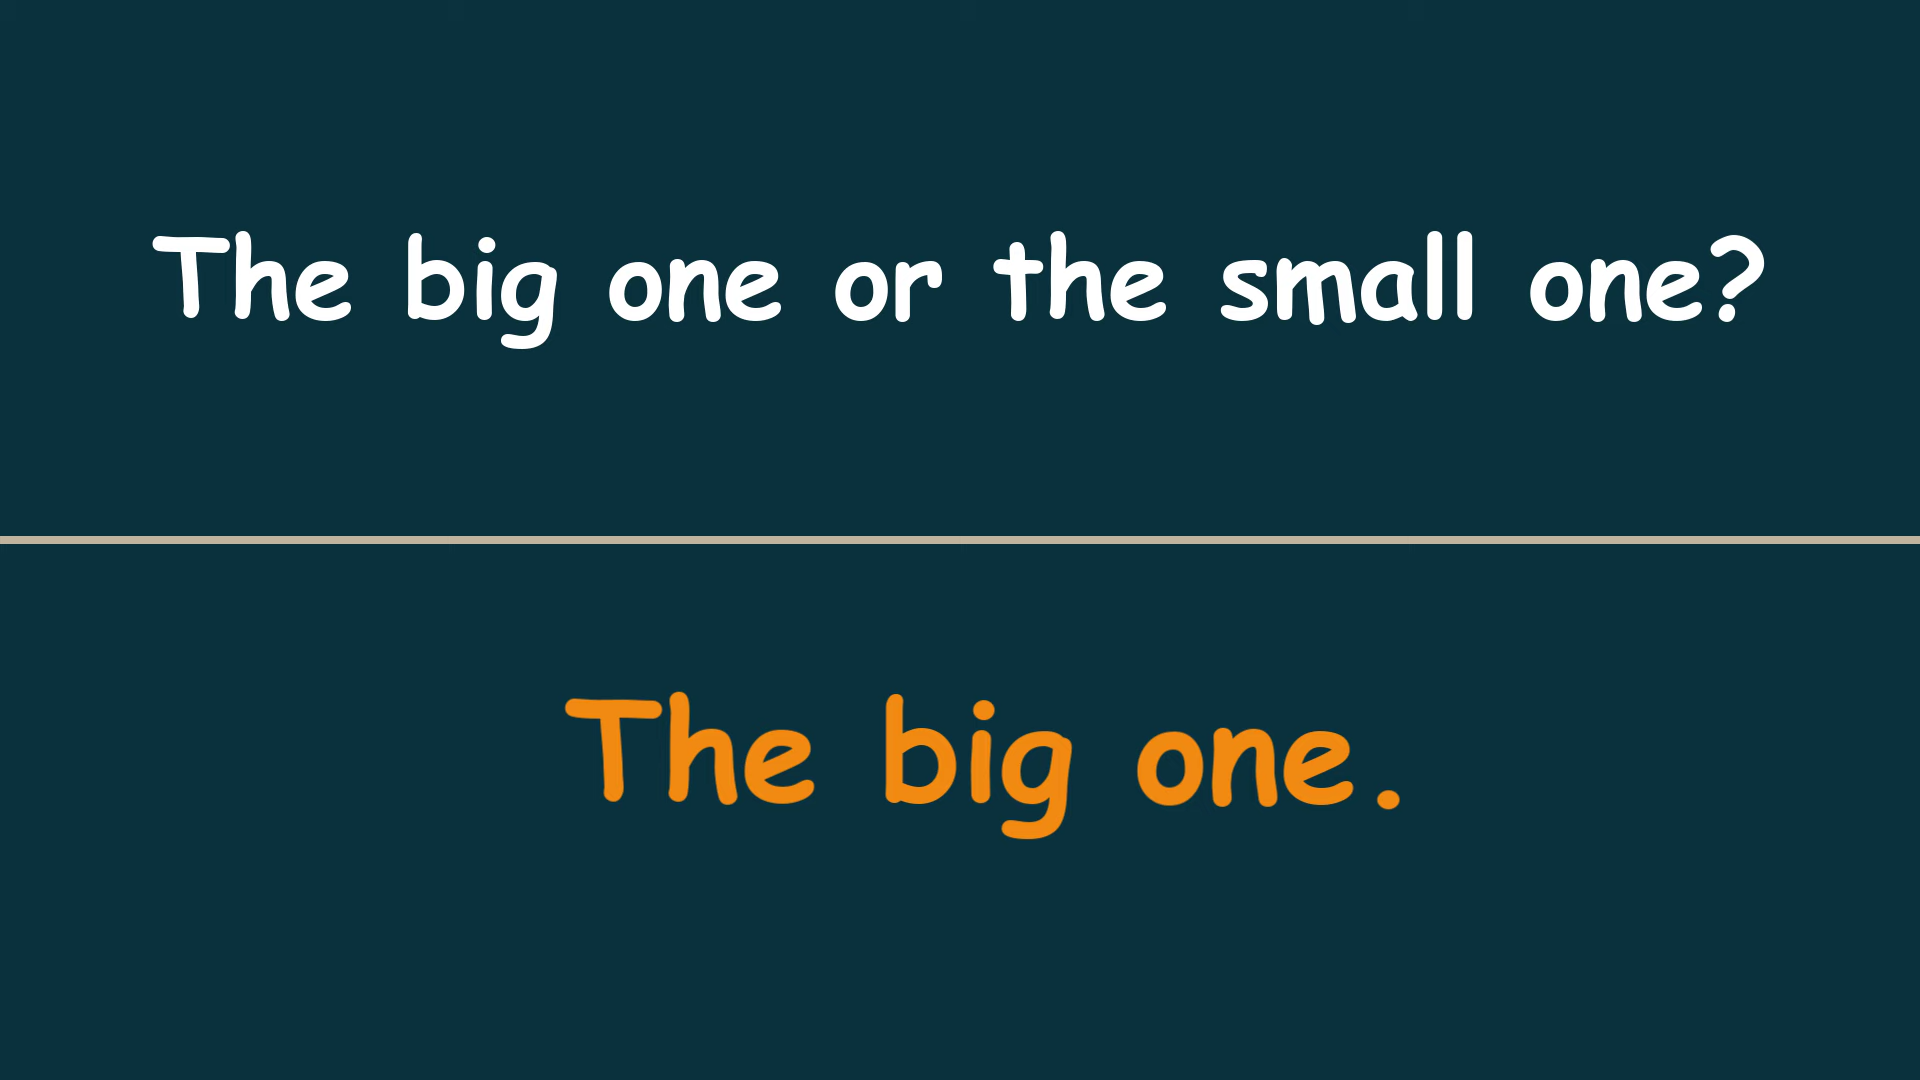 The big one or the small one?
The big one.